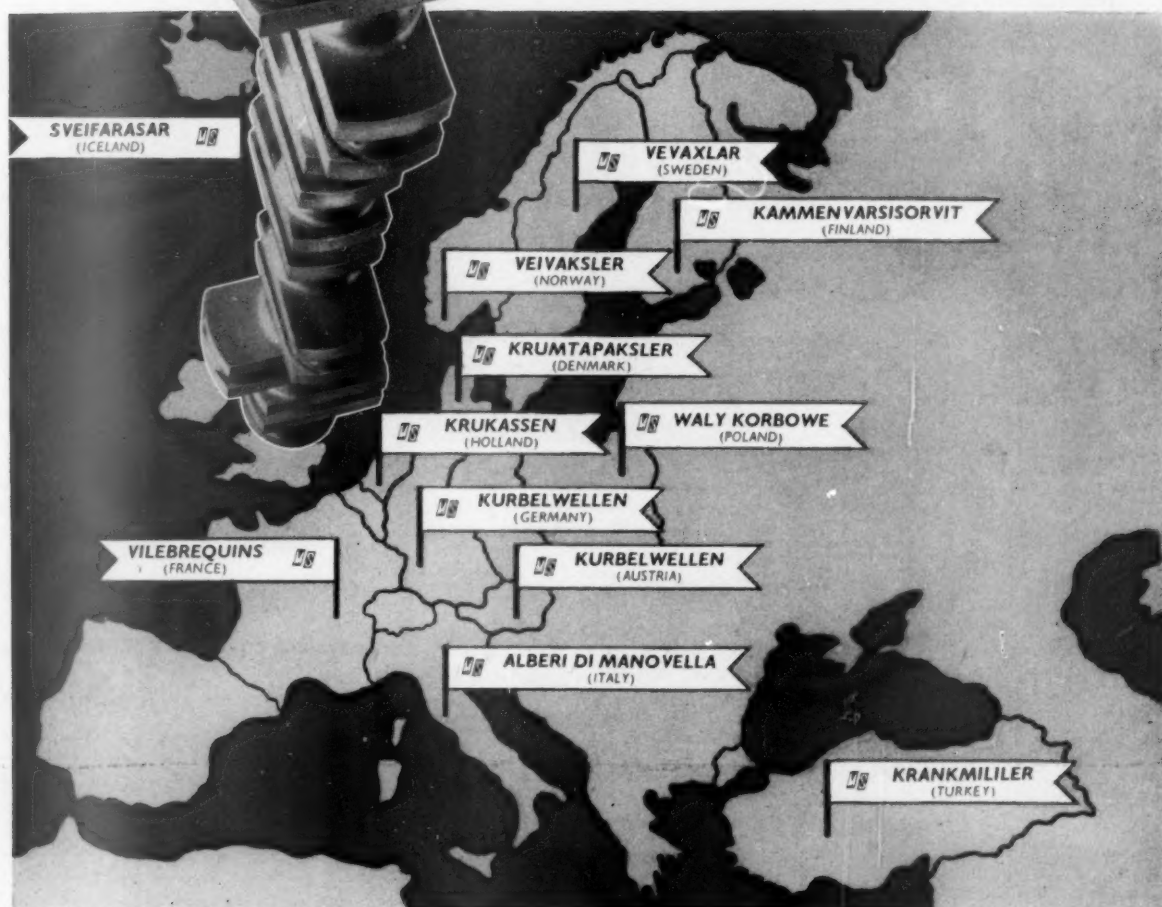 SVEIFARASAR
(ICELAND)
VEVAXLAR
(SWEDEN)
KAMMENVARSISORVIT
(FINLAND)
VEIVAKSLER
(NORWAY)
KRUMTAPAKSLER
(DENMARK)
KRUKASSEN
(HOLLAND)
WALY KORBOWE
(POLAND)
KURBELWELLEN
(GERMANY)
VILEBREQUINS
(FRANCE)
KURBELWELLEN
(AUSTRIA)
ALBERI DI MANOVELLA
(ITALY)
KRANKMILILER
(TURKEY)